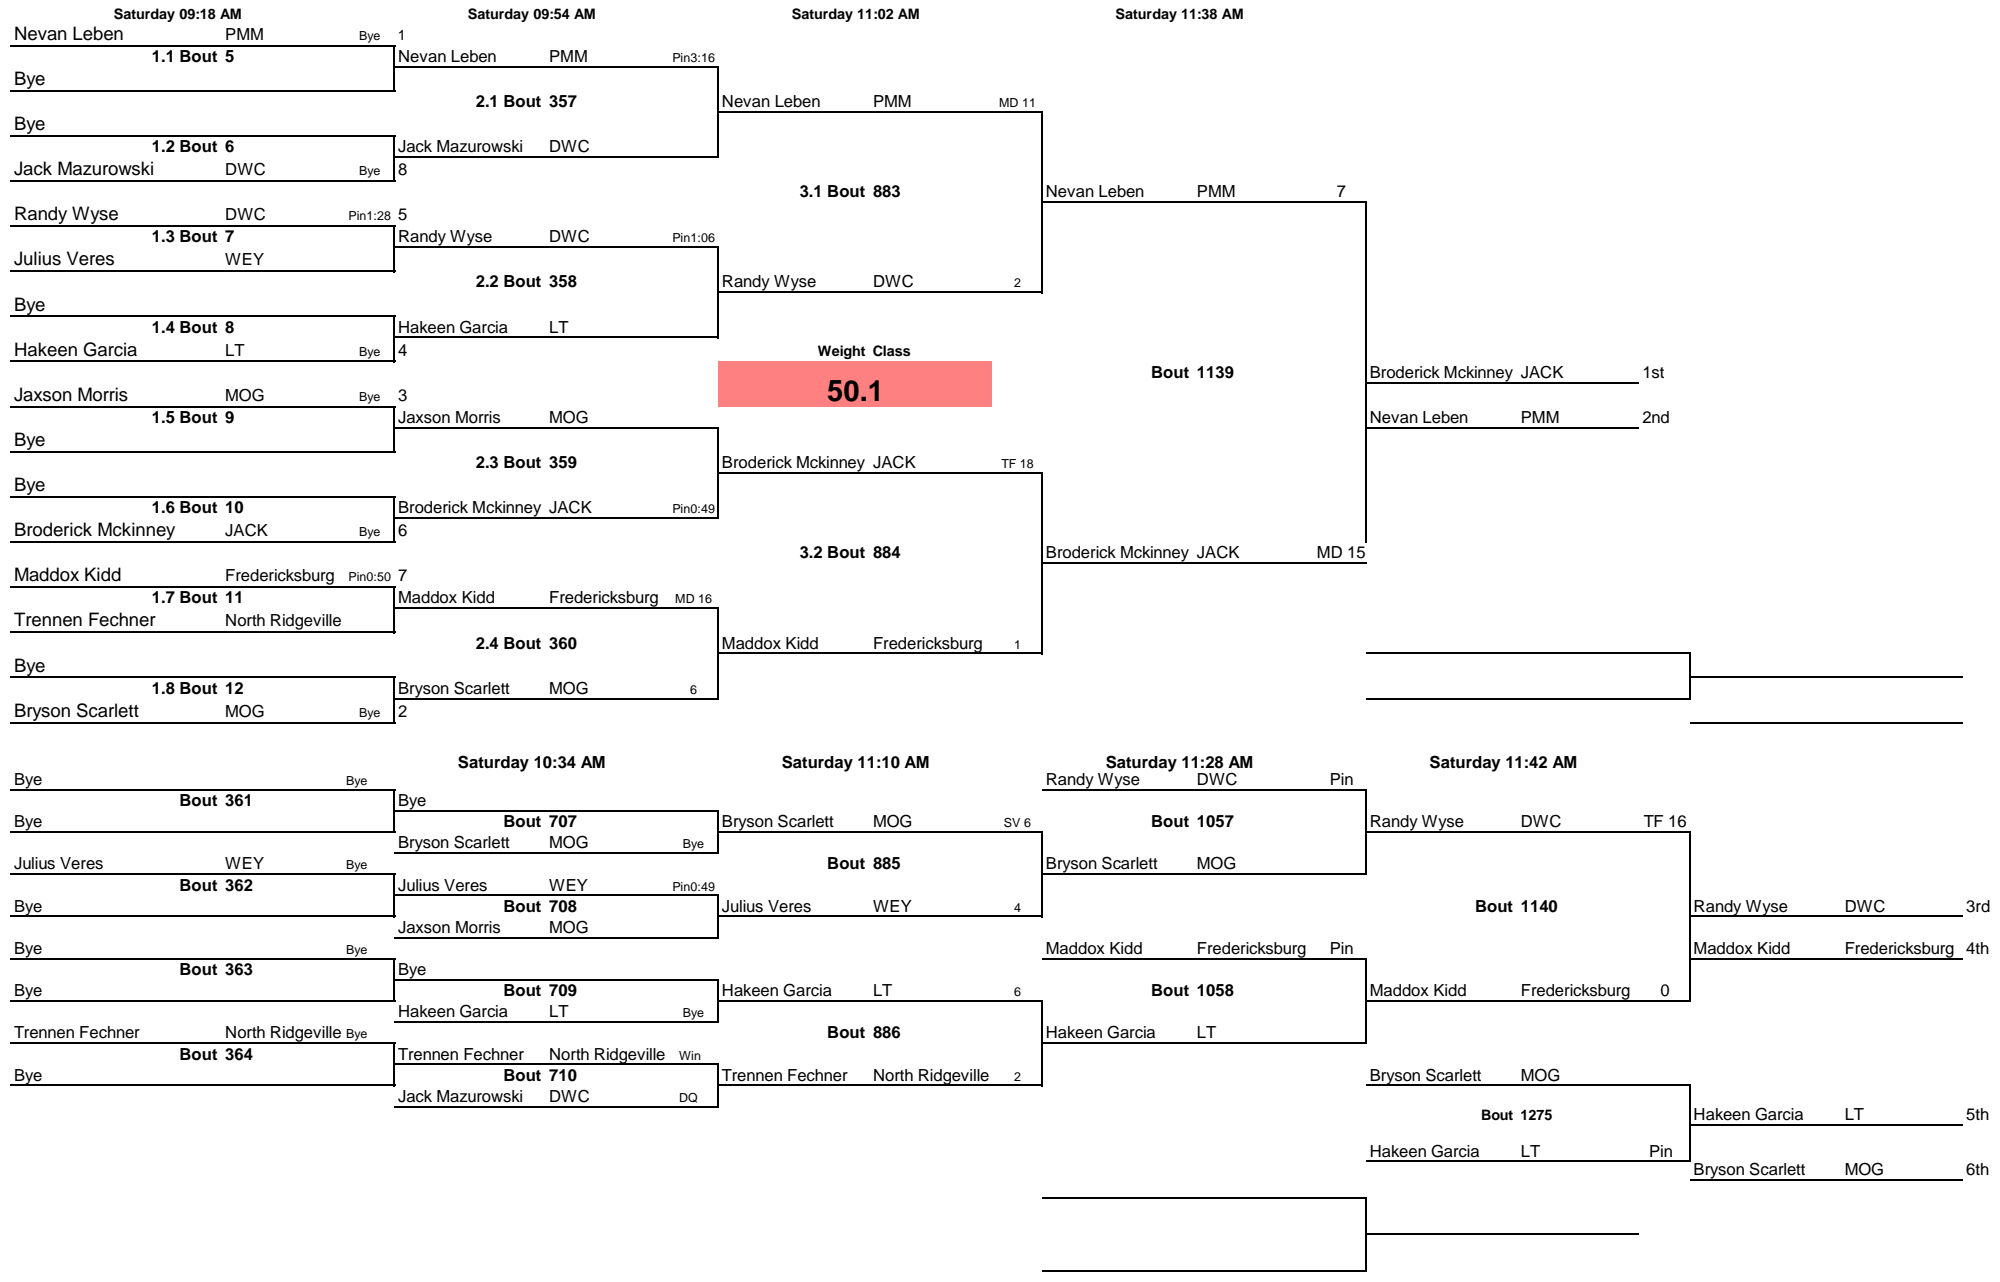 Saturday 09:18 AM Saturday 09:54 AM Saturday 11:02 AM Saturday 11:38 AM
Nevan Leben PMM Bye 1
1.1 Bout 5 Nevan Leben PMM Pin3:16
Bye
2.1 Bout 357 Nevan Leben PMM MD 11
Bye
1.2 Bout 6 Jack Mazurowski DWC
Jack Mazurowski DWC Bye 8
3.1 Bout 883 Nevan Leben PMM 7
Randy Wyse DWC Pin1:28 5
1.3 Bout 7 Randy Wyse DWC Pin1:06
Julius Veres WEY
2.2 Bout 358 Randy Wyse DWC 2
Bye
1.4 Bout 8 Hakeen Garcia LT
Hakeen Garcia LT Bye 4 Weight Class
Bout 1139 Broderick Mckinney JACK 1st
Jaxson Morris MOG Bye 3 50.1
1.5 Bout 9 Jaxson Morris MOG Nevan Leben PMM 2nd
Bye
2.3 Bout 359 Broderick Mckinney JACK TF 18
Bye
1.6 Bout 10 Broderick Mckinney JACK Pin0:49
Broderick Mckinney JACK Bye 6
3.2 Bout 884 Broderick Mckinney JACK MD 15
Maddox Kidd Fredericksburg Pin0:50 7
1.7 Bout 11 Maddox Kidd Fredericksburg MD 16
Trennen Fechner North Ridgeville
2.4 Bout 360 Maddox Kidd Fredericksburg 1
Bye
1.8 Bout 12 Bryson Scarlett MOG 6
Bryson Scarlett MOG Bye 2
Saturday 10:34 AM Saturday 11:10 AM Saturday 11:28 AM Saturday 11:42 AM
Bye Bye Randy Wyse DWC Pin
Bout 361 Bye
Bye Bout 707 Bryson Scarlett MOG SV 6 Bout 1057 Randy Wyse DWC TF 16
Bryson Scarlett MOG Bye
Julius Veres WEY Bye Bout 885 Bryson Scarlett MOG
Bout 362 Julius Veres WEY Pin0:49
Bye Bout 708 Julius Veres WEY 4 Bout 1140 Randy Wyse DWC 3rd
Jaxson Morris MOG
Bye Bye Maddox Kidd Fredericksburg Pin Maddox Kidd Fredericksburg 4th
Bout 363 Bye
Bye Bout 709 Hakeen Garcia LT 6 Bout 1058 Maddox Kidd Fredericksburg 0
Hakeen Garcia LT Bye
Trennen Fechner North Ridgeville Bye Bout 886 Hakeen Garcia LT
Bout 364 Trennen Fechner North Ridgeville Win
Bye Bout 710 Trennen Fechner North Ridgeville 2 Bryson Scarlett MOG
Jack Mazurowski DWC DQ
Bout 1275 Hakeen Garcia LT 5th
Hakeen Garcia LT Pin
Bryson Scarlett MOG 6th